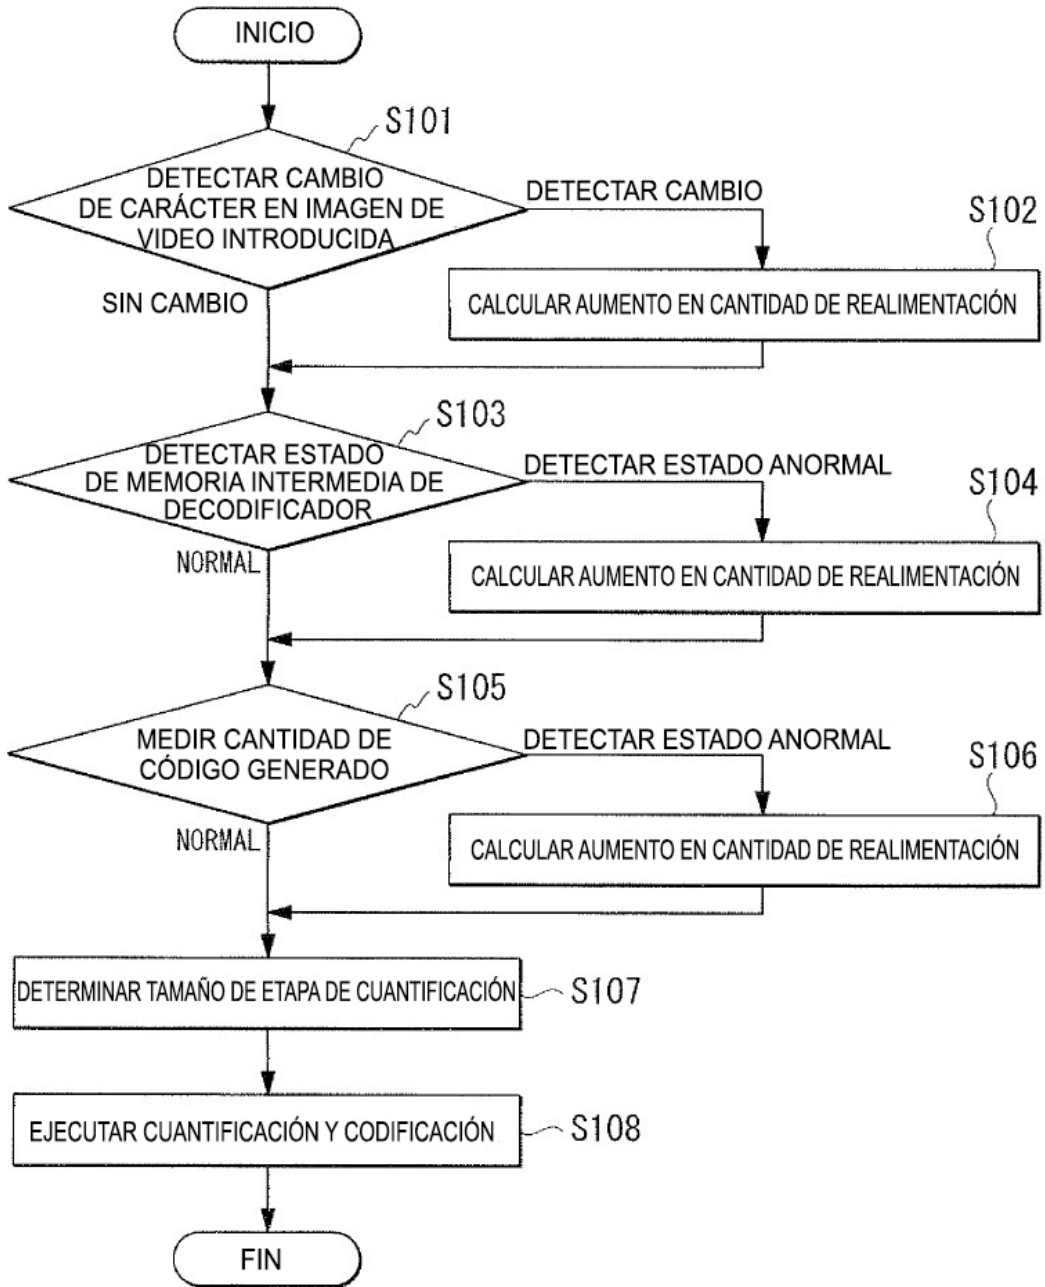 INICIO
S101
DETECTAR CAMBIO
DE CARÁCTER EN IMAGEN DE
VIDEO INTRODUCIDA
DETECTAR CAMBIO
S102
SIN CAMBIO
CALCULAR AUMENTO EN CANTIDAD DE REALIMENTACIÓN
S103
DETECTAR ESTADO
DE MEMORIA INTERMEDIA DE
DECODIFICADOR
DETECTAR ESTADO ANORMAL
S104
NORMAL
CALCULAR AUMENTO EN CANTIDAD DE REALIMENTACIÓN
S105
MEDIR CANTIDAD DE
CÓDIGO GENERADO
DETECTAR ESTADO ANORMAL
S106
NORMAL
CALCULAR AUMENTO EN CANTIDAD DE REALIMENTACIÓN
DETERMINAR TAMAÑO DE ETAPA DE CUANTIFICACIÓN
S107
EJECUTAR CUANTIFICACIÓN Y CODIFICACIÓN
S108
FIN